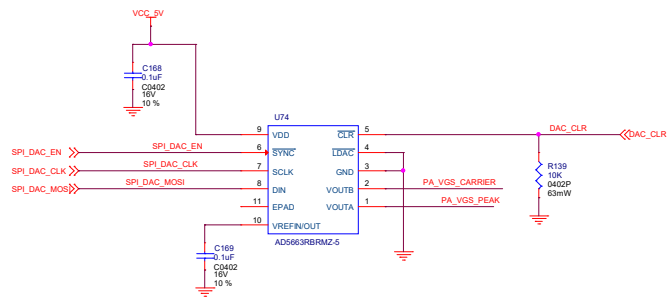 VCC_5V
C168
0.1uF
C0402
16V
10 %
U74
9 VDD CLR 5
DAC_CLR
DAC_CLR
SPI_DAC_EN
SPI_DAC_EN
6 SYNC LDAC 4
SPI_DAC_CLK
SPI_DAC_CLK
7 SCLK GND 3
SPI_DAC_MOSI
SPI_DAC_MOSI
8 DIN VOUTB 2
PA_VGS_CARRIER
11 EPAD VOUTA 1
PA_VGS_PEAK
10 VREFIN/OUT
AD5663RBRMZ-5
R139
10K
0402P
63mW
C169
0.1uF
C0402
16V
10 %